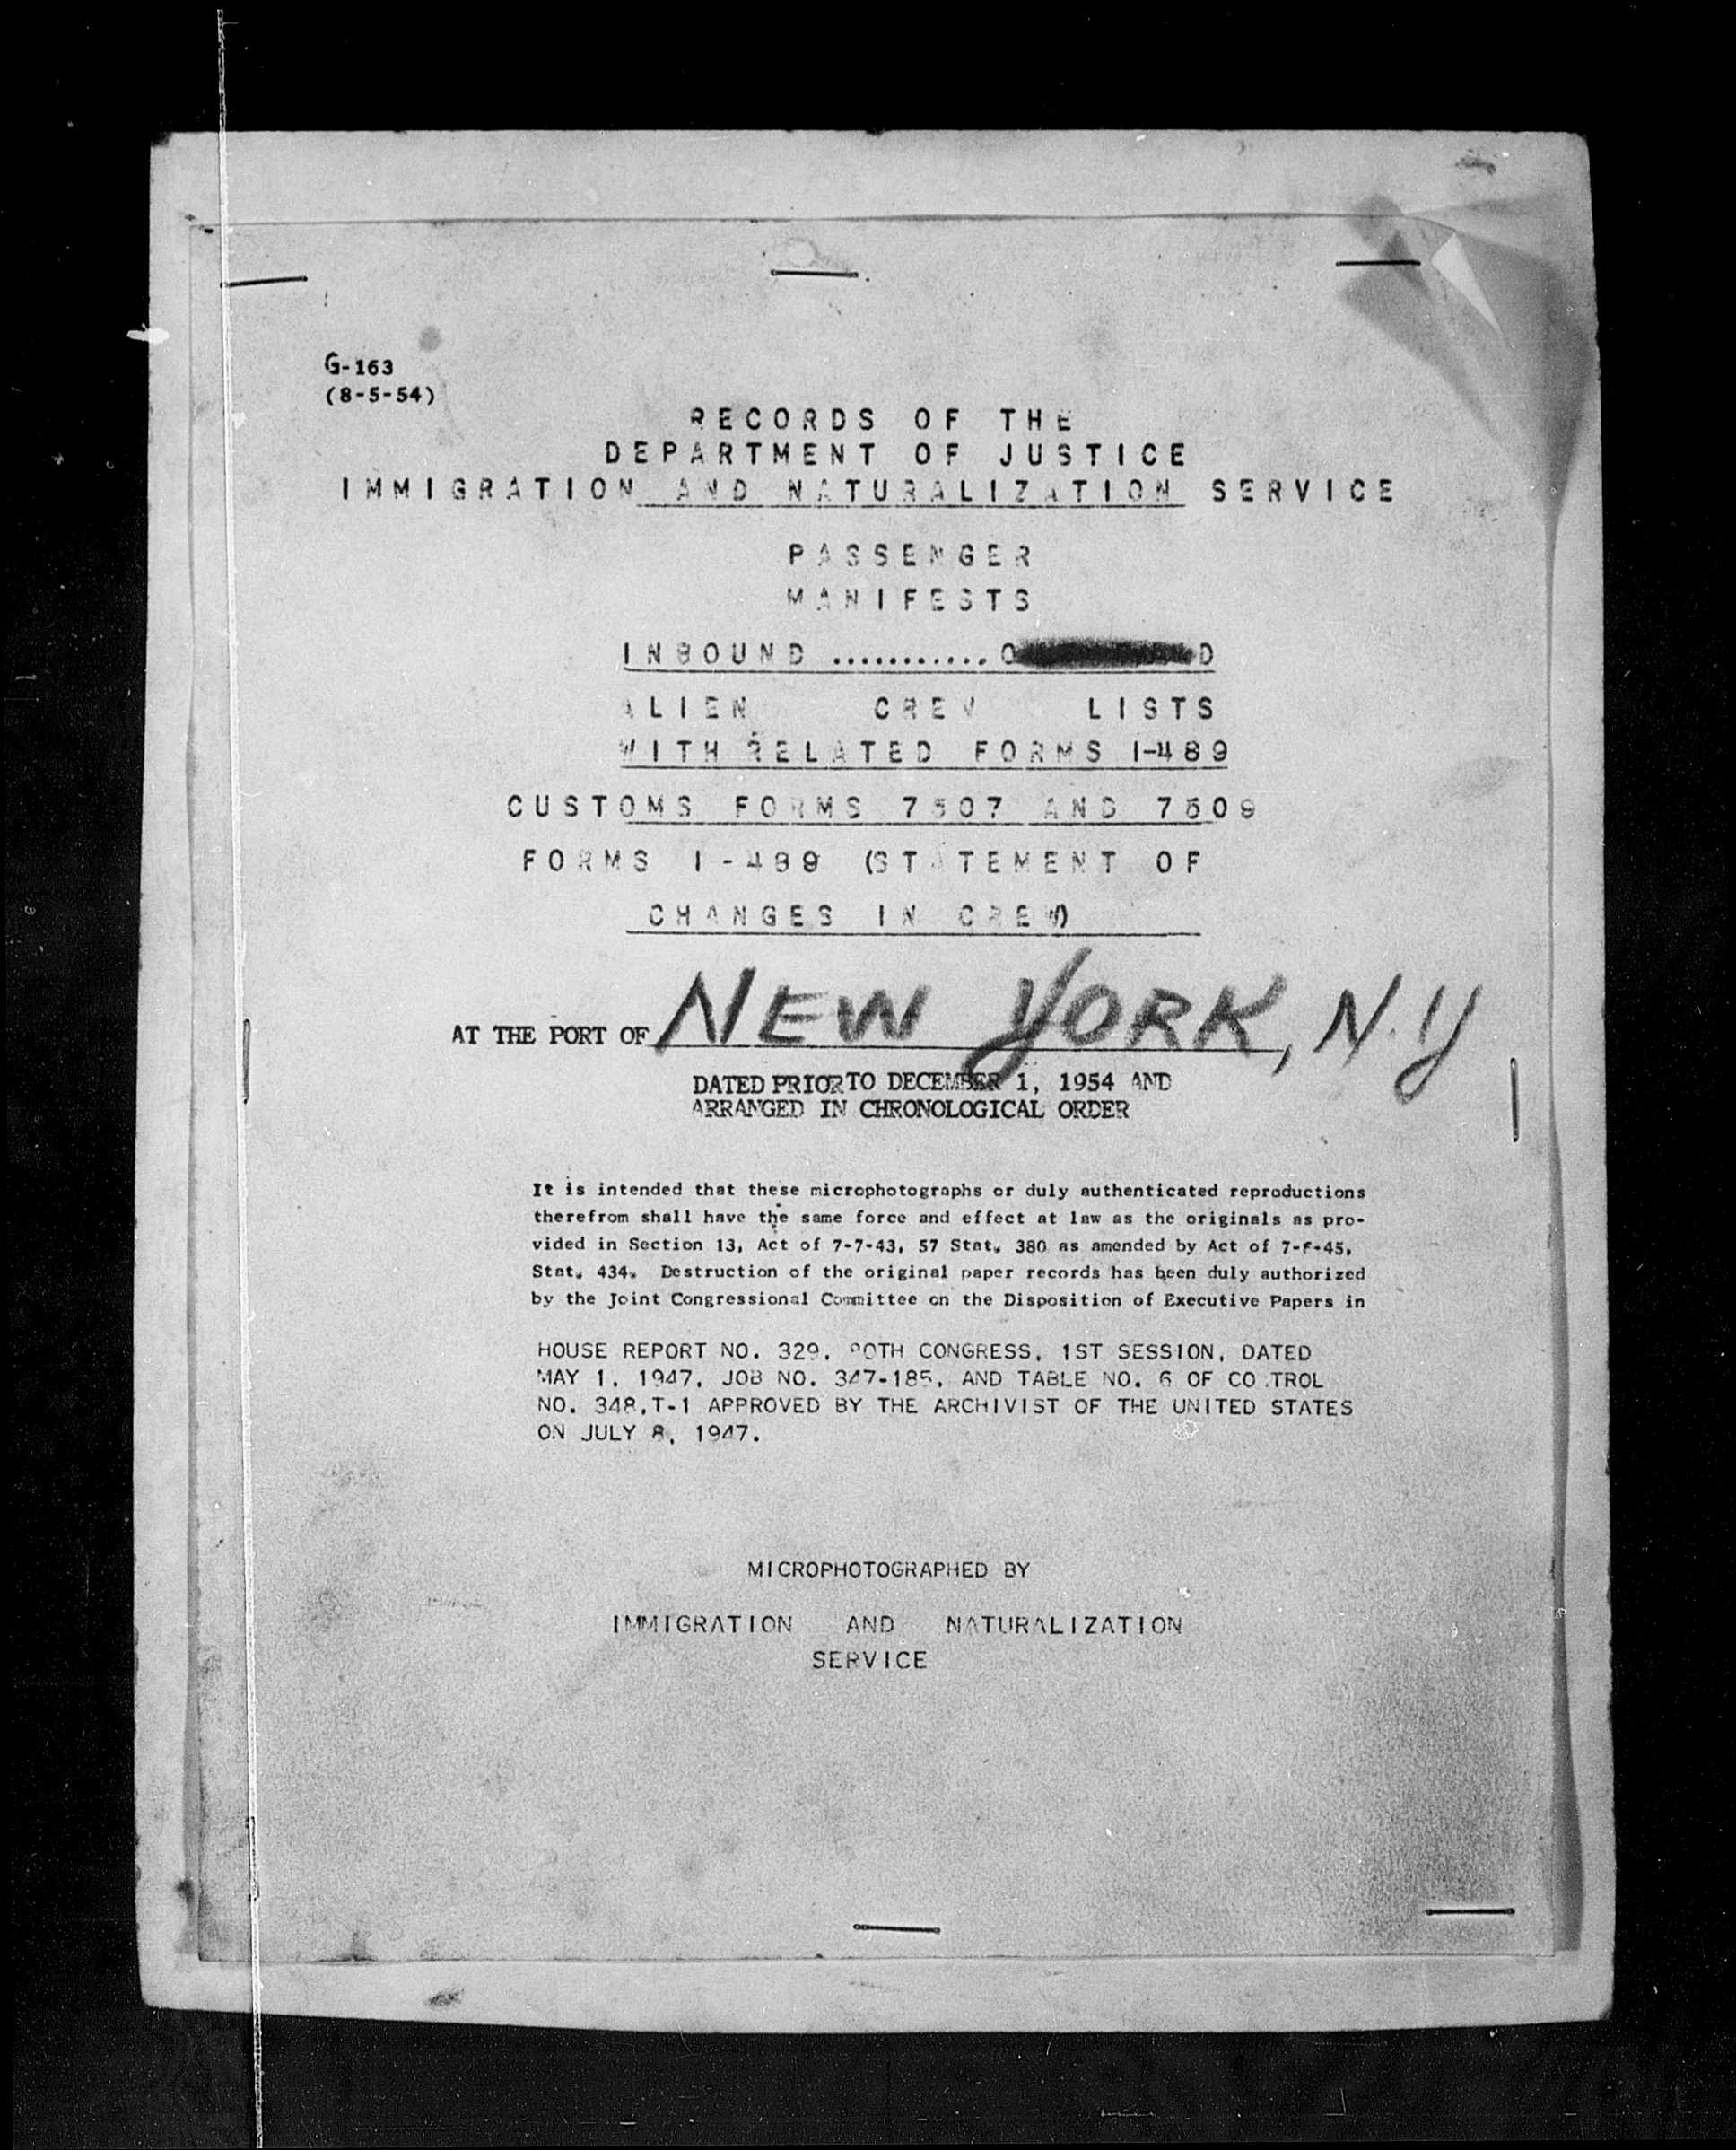 G-163
(8-5-54)
RECORDS OF THE
DEPARTMENT OF JUSTICE
IMMIGRATION AND NATURALIZATION SERVICE
PASSENGER
MANIFESTS
INBOUND ...........
ALIEN CREW LISTS
WITH RELATED FORMS I-489
CUSTOMS FORMS 7507 AND 7509
FORMS I-489 (STATEMENT OF
CHANGES IN CREW)
AT THE PORT OF NEW YORK, N.Y
DATED PRIOR TO DECEMBER 1, 1954 AND
ARRANGED IN CHRONOLOGICAL ORDER
It is intended that these microphotographs or duly authenticated reproductions
therefrom shall have the same force and effect at law as the originals as pro-
vided in Section 13, Act of 7-7-43, 57 Stat. 380 as amended by Act of
Stat. 434. Destruction of the original paper records has been duly authorized
by the Joint Congressional Committee on the Disposition of Executive Papers in
HOUSE REPORT NO. 329, 80TH CONGRESS, 1ST SESSION, DATED
MAY 1, 1947, JOB NO. 347-185, AND TABLE NO. 6 OF CO TROL
NO. 348,T-1 APPROVED BY THE ARCHIVIST OF THE UNITED STATES
ON JULY 8, 1947.
MICROPHOTOGRAPHED BY
IMMIGRATION AND NATURALIZATION
SERVICE